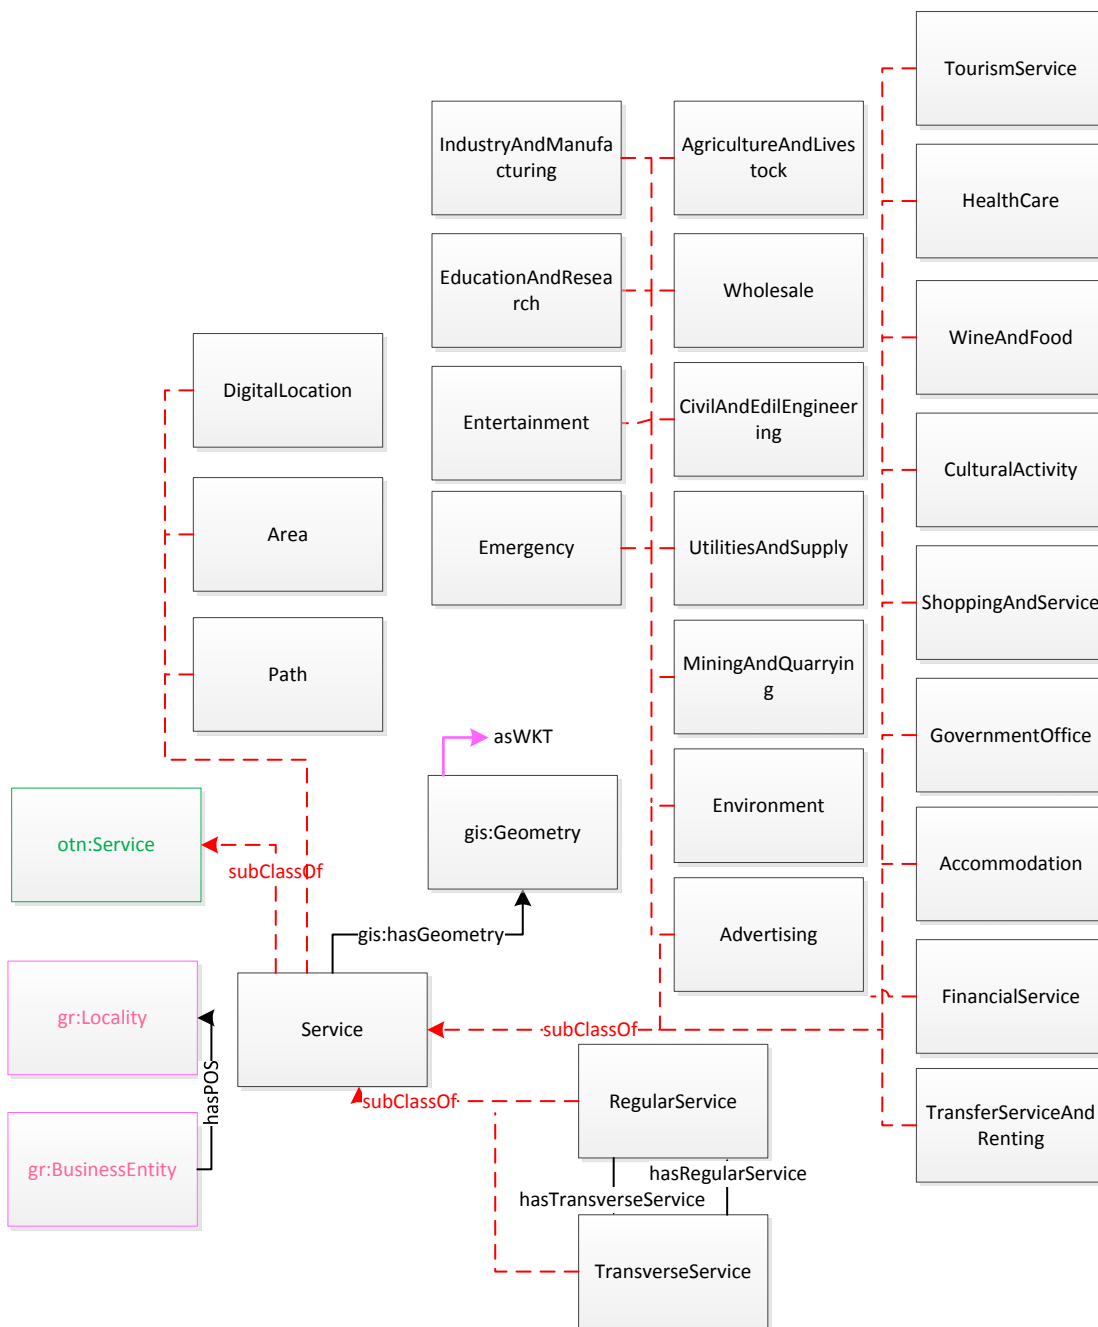 TourismService
IndustryAndManufa
cturing
AgricultureAndLives
tock
HealthCare
EducationAndResea
rch
Wholesale
WineAndFood
DigitalLocation
Entertainment
CivilAndEdilEngineer
ing
CulturalActivity
Area
Emergency
UtilitiesAndSupply
ShoppingAndService
Path
MiningAndQuarryin
g
GovernmentOffice
asWKT
otn:Service
subClassOf
gis:Geometry
Environment
Accommodation
gis:hasGeometry
Advertising
gr:Locality
Service
subClassOf
FinancialService
hasPOS
subClassOf
RegularService
TransferServiceAnd
Renting
gr:BusinessEntity
hasRegularService
hasTransverseService
TransverseService